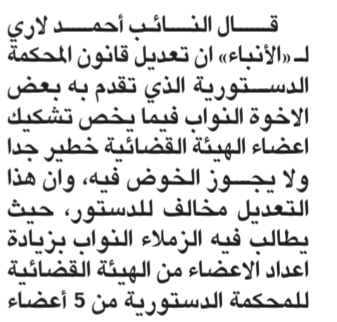 قال النائب أحمد لاري
لـ «الأنباء» ان تعديل قانون المحكمة
الدستورية الذي تقدم به بعض
الاخوة النواب فيما يخص تشكيك
اعضاء الهيئة القضائية خطير جدا
ولا يجوز الخوض فيه، وان هذا
التعديل مخالف للدستور، حيث
يطالب فيه الزملاء النواب بزيادة
اعداد الاعضاء من الهيئة القضائية
للمحكمة الدستورية من 5 أعضاء